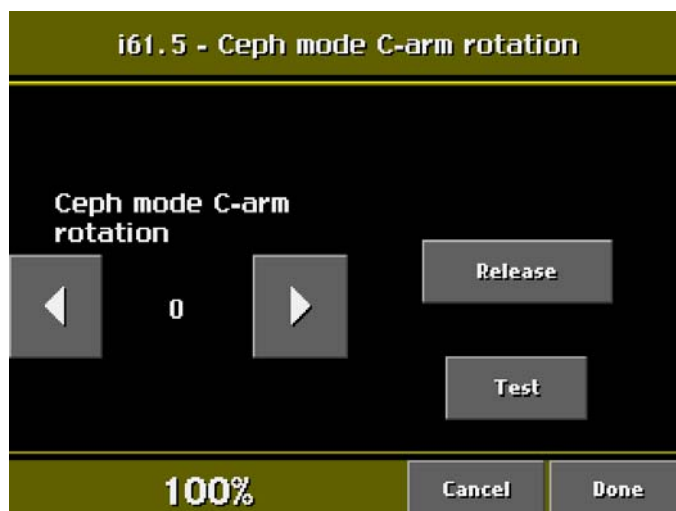 i61.5 - Ceph mode C-arm rotation
Ceph mode C-arm
rotation
0
Release
Test
100%
Cancel
Done